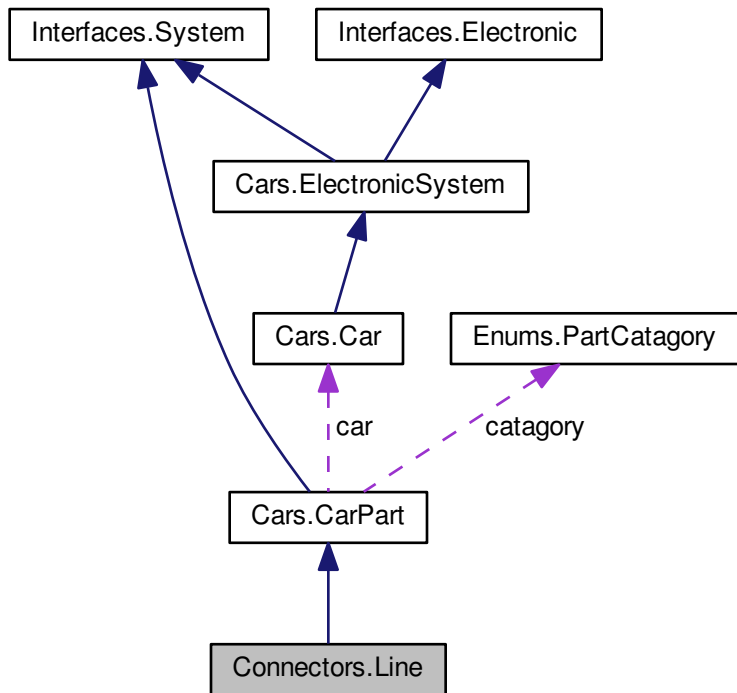 Interfaces.System
Interfaces.Electronic
Cars.ElectronicSystem
Cars.Car
Enums.PartCatagory
car
catagory
Cars.CarPart
Connectors.Line